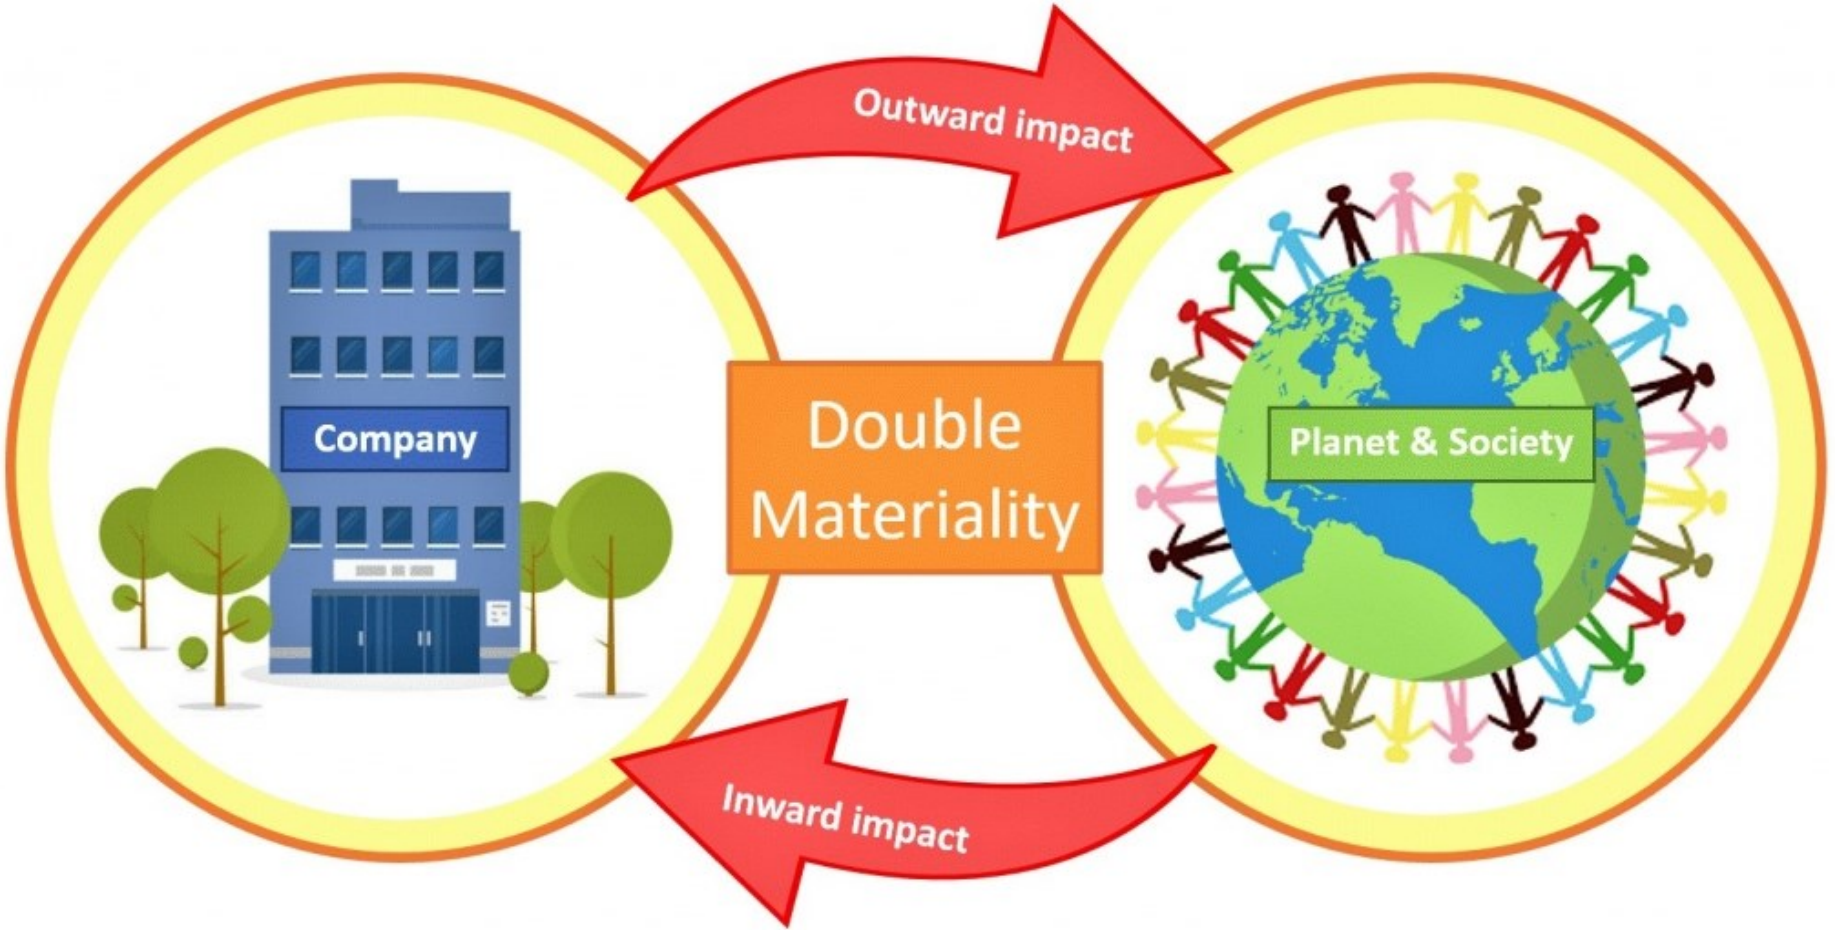 Outward impact
Company
Double
Materiality
Planet & Society
Inward impact